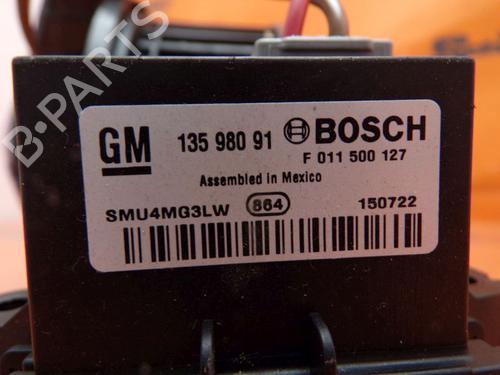 GM 135 980 91 BOSCH
F 011 500 127
Assembled in Mexico
SMU4MG3LW 864 150722
B-Parts